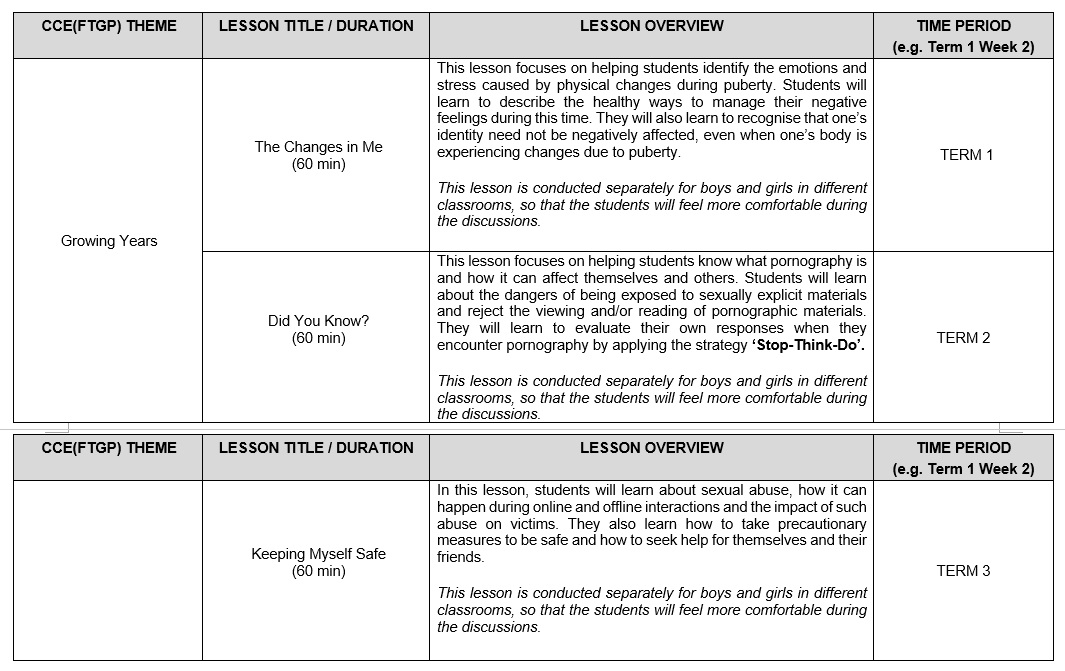 CCE(FTGP) THEME
LESSON TITLE / DURATION
LESSON OVERVIEW
TIME PERIOD
(e.g. Term 1 Week 2)
Growing Years
The Changes in Me
(60 min)
This lesson focuses on helping students identify the emotions and
stress caused by physical changes during puberty. Students will
learn to describe the healthy ways to manage their negative
feelings during this time. They will also learn to recognise that one’s
identity need not be negatively affected, even when one’s body is
experiencing changes due to puberty.
This lesson is conducted separately for boys and girls in different
classrooms, so that the students will feel more comfortable during
the discussions.
TERM 1
Did You Know?
(60 min)
This lesson focuses on helping students know what pornography is
and how it can affect themselves and others. Students will learn
about the dangers of being exposed to sexually explicit materials
and reject the viewing and/or reading of pornographic materials.
They will learn to evaluate their own responses when they
encounter pornography by applying the strategy ‘Stop-Think-Do’.
This lesson is conducted separately for boys and girls in different
classrooms, so that the students will feel more comfortable during
the discussions.
TERM 2
CCE(FTGP) THEME
LESSON TITLE / DURATION
LESSON OVERVIEW
TIME PERIOD
(e.g. Term 1 Week 2)
Keeping Myself Safe
(60 min)
In this lesson, students will learn about sexual abuse, how it can
happen during online and offline interactions and the impact of such
abuse on victims. They also learn how to take precautionary
measures to be safe and how to seek help for themselves and their
friends.
This lesson is conducted separately for boys and girls in different
classrooms, so that the students will feel more comfortable during
the discussions.
TERM 3